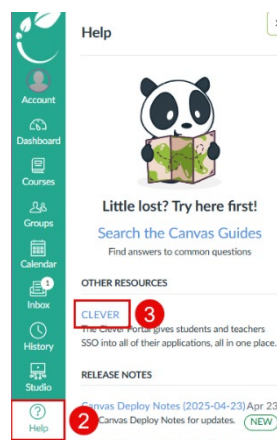 Help
Account
Dashboard
Courses
Groups
Calendar
1
Inbox
History
Studio
2
Help
Little lost? Try here first!
Search the Canvas Guides
Find answers to common questions
OTHER RESOURCES
CLEVER
3
The Clever Portal gives students and teachers
SSO into all of their applications, all in one place.
RELEASE NOTES
Canvas Deploy Notes (2025-04-23) Apr 23
Canvas Deploy Notes for updates. NEW